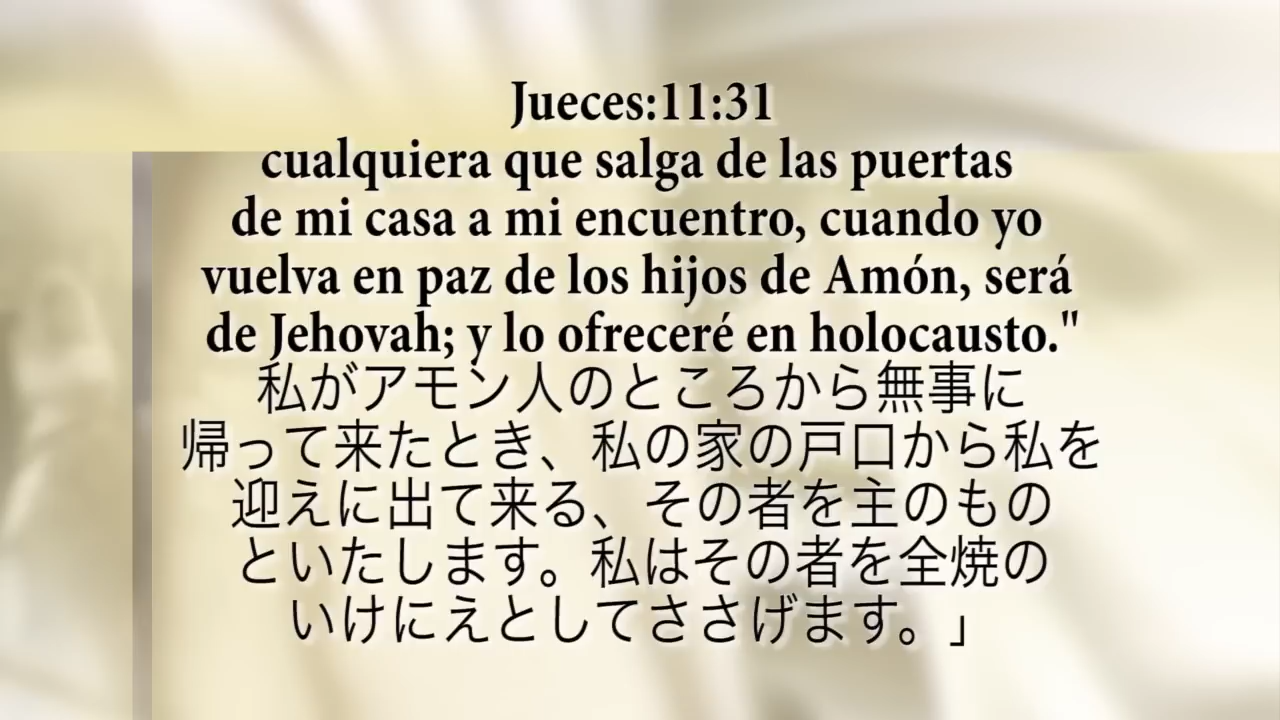 Jueces:11:31
cualquiera que salga de las puertas
de mi casa a mi encuentro, cuando yo
vuelva en paz de los hijos de Amón, será
de Jehovah; y lo ofreceré en holocausto."
私がアモン人のところから無事に
帰って来たとき、私の家の戸口から私を
迎えに出て来る、その者を主のもの
といたします。私はその者を全焼の
いけにえとしてささげます。」